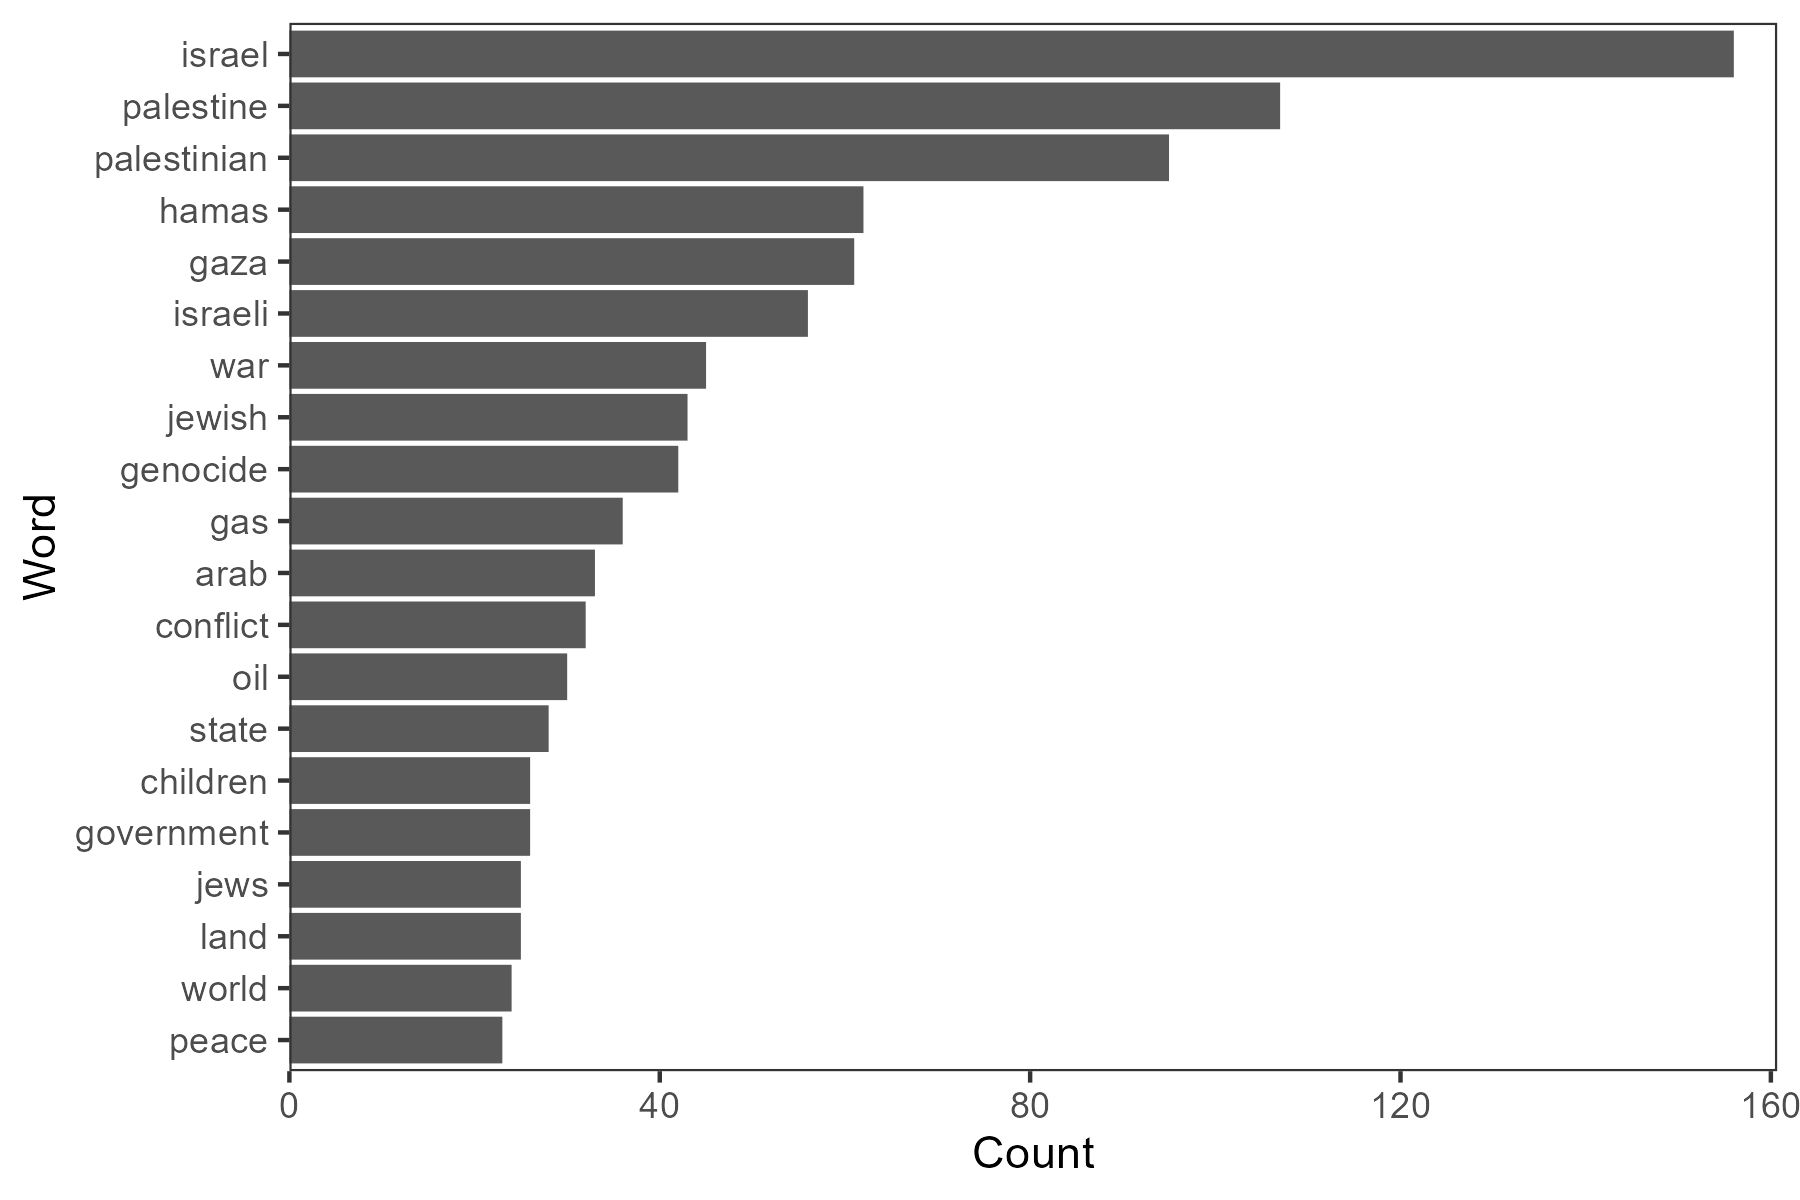 israel
palestine
palestinian
hamas
gaza
israeli
war
jewish
genocide
gas
arab
conflict
oil
state
children
government
jews
land
world
peace
Word
0 40 80 120 160
Count